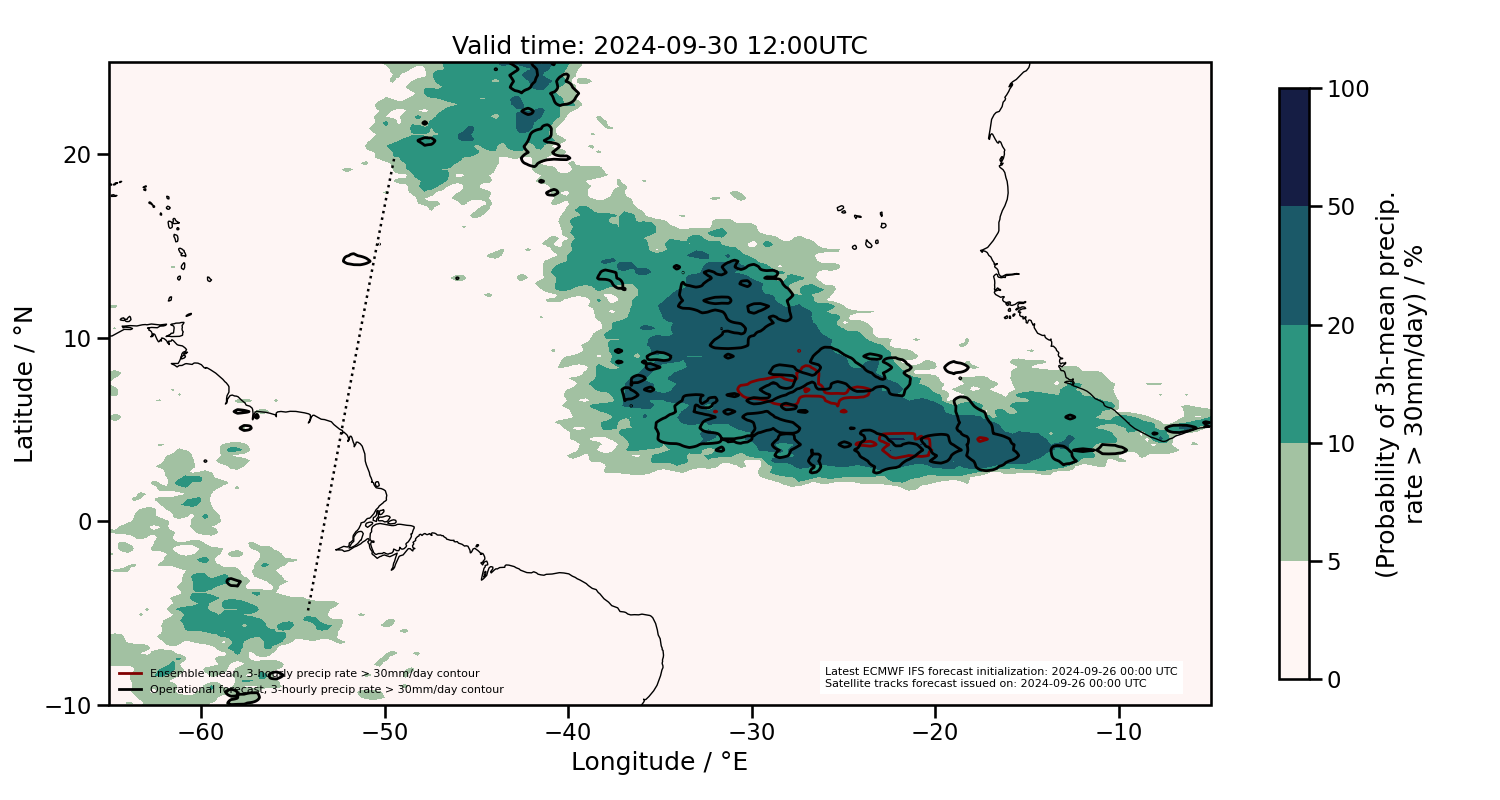 Valid time: 2024-09-30 12:00UTC
Latitude / °N
20
10
0
−10
−60
−50
−40
−30
−20
−10
Longitude / °E
Ensemble mean, 3-hourly precip rate > 30mm/day contour
Operational forecast, 3-hourly precip rate > 30mm/day contour
Latest ECMWF IFS forecast initialization: 2024-09-26 00:00 UTC
Satellite tracks forecast issued on: 2024-09-26 00:00 UTC
100
50
20
10
5
0
(Probability of 3h-mean precip.
rate > 30mm/day) / %